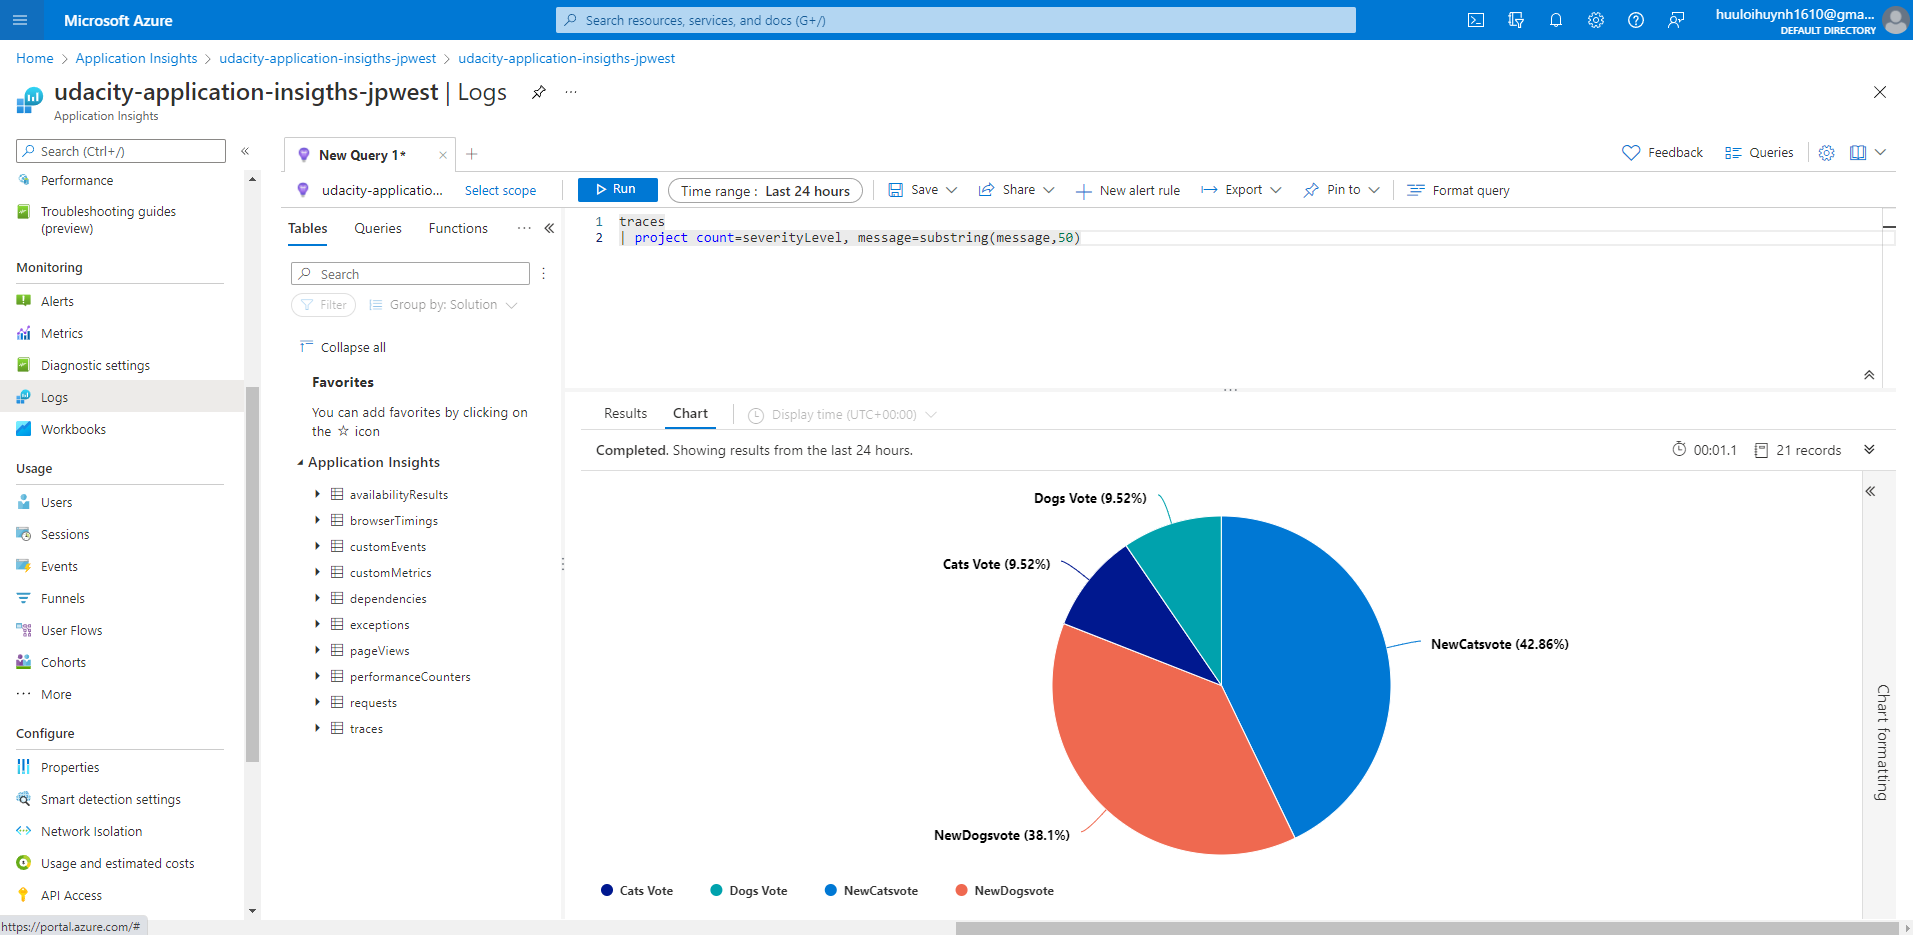 Microsoft Azure
Search resources, services, and docs (G+/)
huuloihuynh1610@gma...
DEFAULT DIRECTORY
Home > Application Insights > udacity-application-insigths-jpwest > udacity-application-insigths-jpwest
udacity-application-insigths-jpwest | Logs
Application Insights
Search (Ctrl+/)
Performance
Troubleshooting guides
(preview)
Monitoring
Alerts
Metrics
Diagnostic settings
Logs
Workbooks
Usage
Users
Sessions
Events
Funnels
User Flows
Cohorts
More
Configure
Properties
Smart detection settings
Network Isolation
Usage and estimated costs
API Access
https://portal.azure.com/#
New Query 1*
Feedback
Queries
udacity-applicatio...
Select scope
Run
Time range : Last 24 hours
Save
Share
New alert rule
Export
Pin to
Format query
Tables
Queries
Functions
Search
Filter
Group by: Solution
Collapse all
Favorites
You can add favorites by clicking on
the ☆ icon
Application Insights
availabilityResults
browserTimings
customEvents
customMetrics
dependencies
exceptions
pageViews
performanceCounters
requests
traces
1 traces
2 | project count=severityLevel, message=substring(message,50)
Results
Chart
Display time (UTC+00:00)
Completed. Showing results from the last 24 hours.
00:01.1
21 records
Dogs Vote (9.52%)
Cats Vote (9.52%)
NewCatsvote (42.86%)
NewDogsvote (38.1%)
Cats Vote
Dogs Vote
NewCatsvote
NewDogsvote
Chart formatting